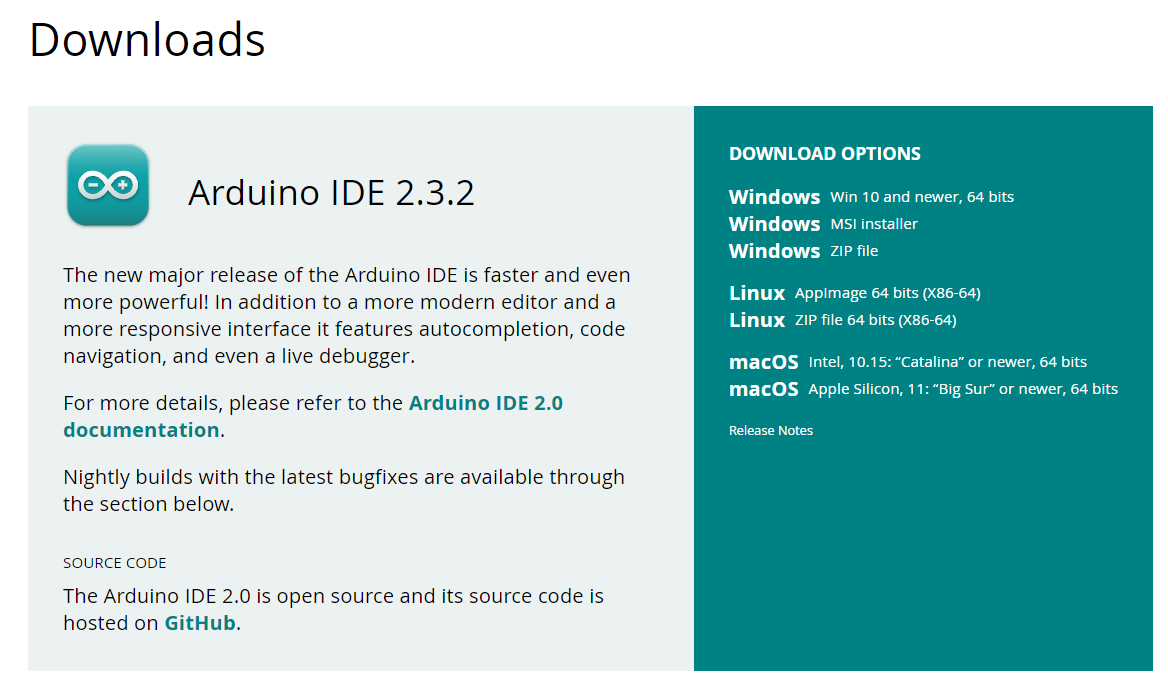 Downloads
Arduino IDE 2.3.2
The new major release of the Arduino IDE is faster and even
more powerful! In addition to a more modern editor and a
more responsive interface it features autocompletion, code
navigation, and even a live debugger.
For more details, please refer to the Arduino IDE 2.0
documentation.
Nightly builds with the latest bugfixes are available through
the section below.
SOURCE CODE
The Arduino IDE 2.0 is open source and its source code is
hosted on GitHub.
DOWNLOAD OPTIONS
Windows Win 10 and newer, 64 bits
Windows MSI installer
Windows ZIP file
Linux AppImage 64 bits (X86-64)
Linux ZIP file 64 bits (X86-64)
macOS Intel, 10.15: “Catalina” or newer, 64 bits
macOS Apple Silicon, 11: “Big Sur” or newer, 64 bits
Release Notes